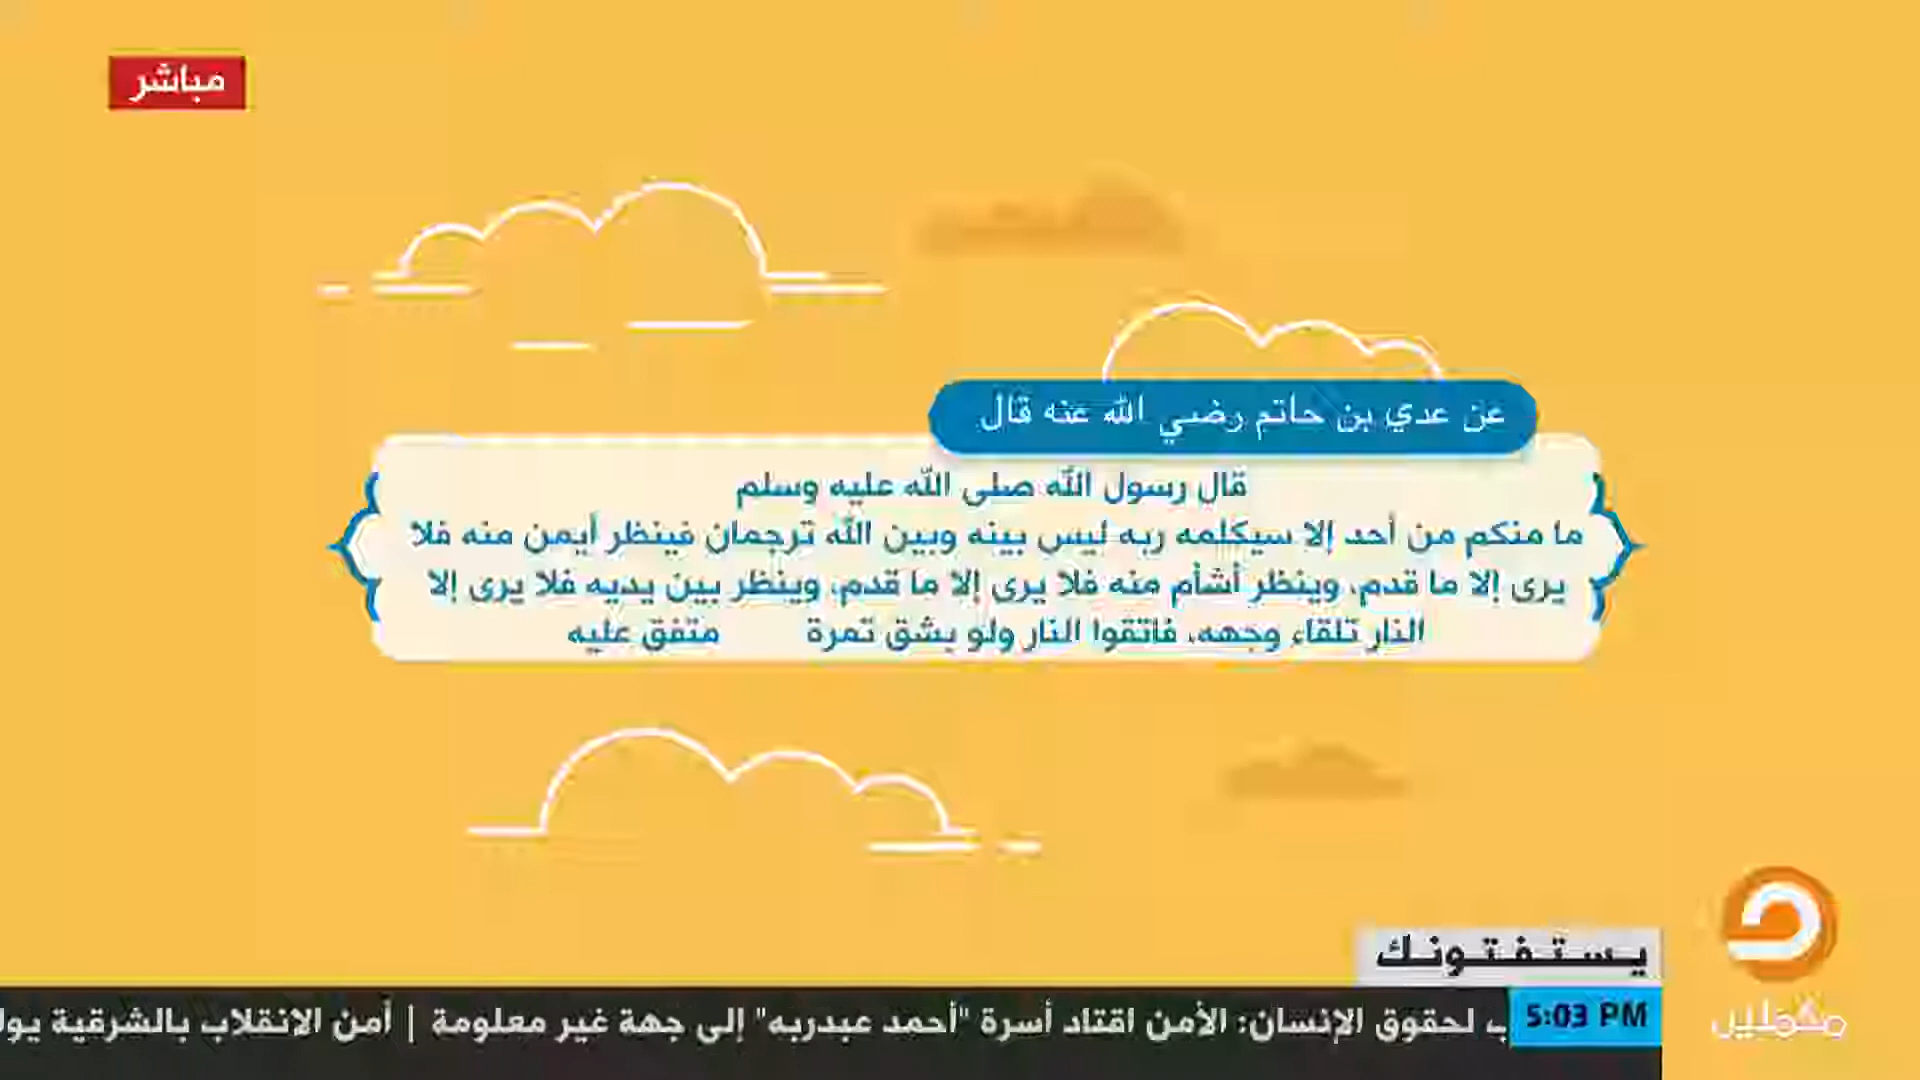 مباشر
عن عدي بن حاتم رضي الله عنه قال
قال رسول الله صلى الله عليه وسلم
ما منكم من أحد إلا سيكلمه ربه ليس بينه وبين الله ترجمان فينظر أيمن منه فلا
يرى إلا ما قدم، وينظر أشأم منه فلا يرى إلا ما قدم، وينظر بين يديه فلا يرى إلا
النار تلقاء وجهه، فاتقوا النار ولو بشق تمرة متفق عليه
يستفتونك
5:03 PM
ب لحقوق الإنسان: الأمن اقتاد أسرة "أحمد عبدربه" إلى جهة غير معلومة | أمن الانقلاب بالشرقية يوا
مكملين